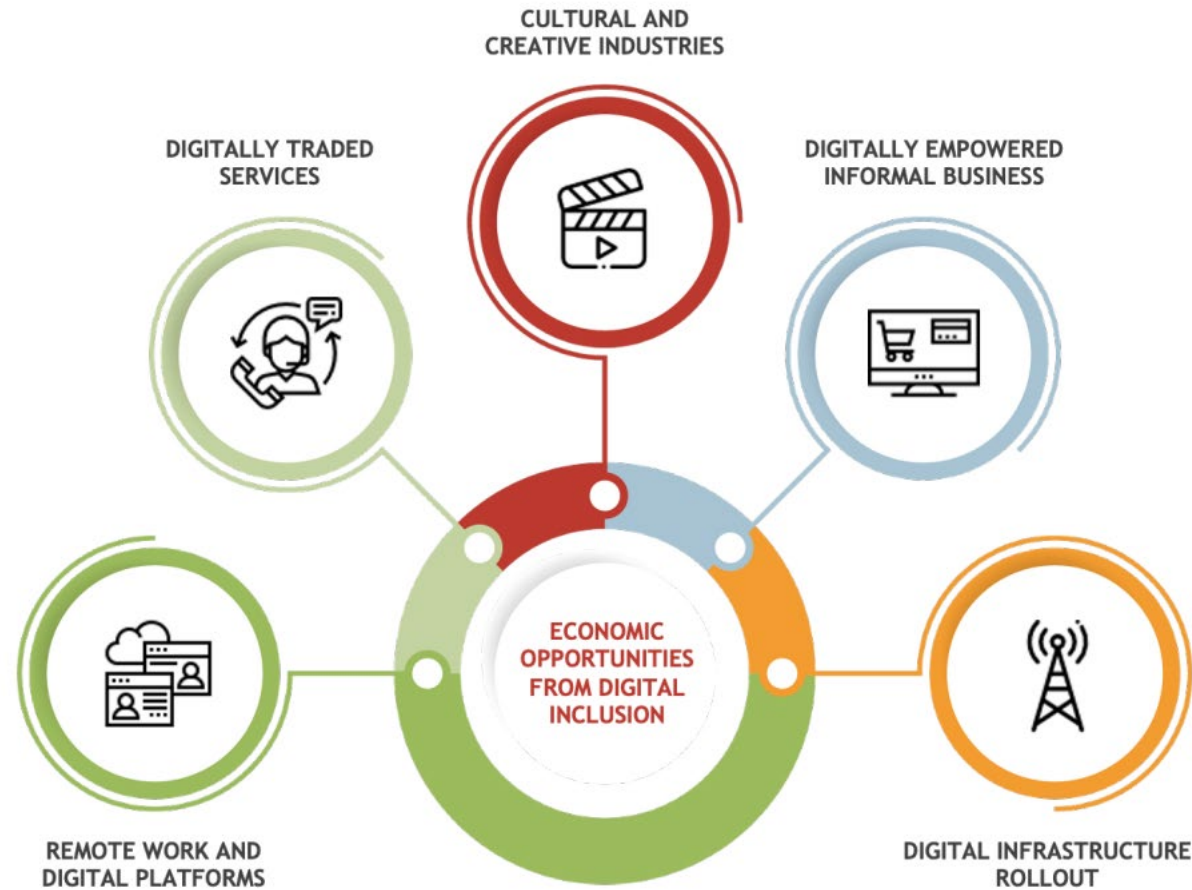 CULTURAL AND
CREATIVE INDUSTRIES
DIGITALLY TRADED
SERVICES
DIGITALLY EMPOWERED
INFORMAL BUSINESS
ECONOMIC
OPPORTUNITIES
FROM DIGITAL
INCLUSION
REMOTE WORK AND
DIGITAL PLATFORMS
DIGITAL INFRASTRUCTURE
ROLLOUT